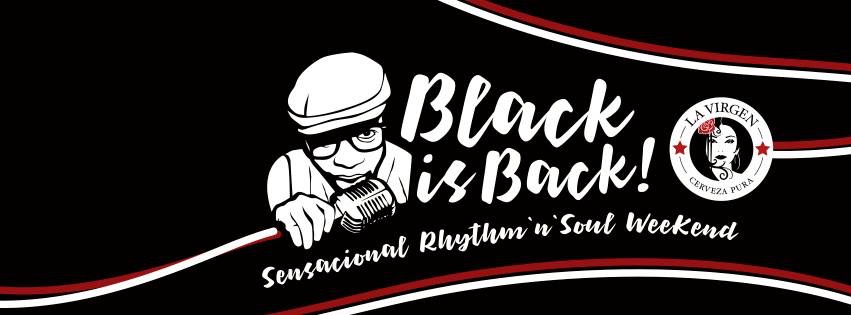 Black
is Back!
Sensacional Rhythm`n`Soul Weekend
LA VIRGEN
CERVEZA PURA